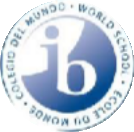 COLEGIO DEL MUNDO · WORLD SCHOOL · ÉCOLE DU MONDE ·
ib